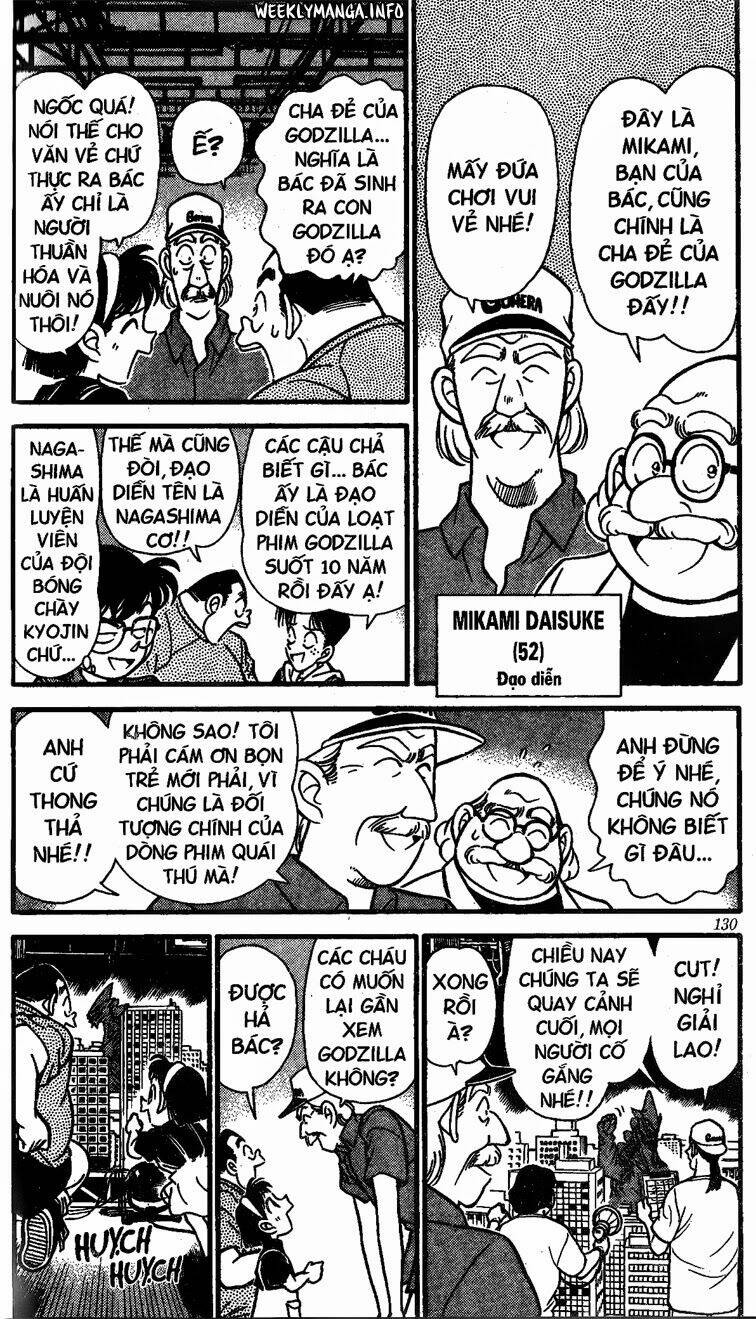 WEEKLYMANGA.INFO
ĐÂY LÀ
MIKAMI,
BẠN CỦA
BÁC, CŨNG
CHÍNH LÀ
CHA ĐẺ CỦA
GODZILLA
ĐẤY!!
MẤY ĐỨA
CHƠI VUI
VẺ NHÉ!
GOMERA
MIKAMI DAISUKE
(52)
Đạo diễn
CHA ĐẺ CỦA
GODZILLA...
NGHĨA LÀ
BÁC ĐÃ SINH
RA CON
GODZILLA
ĐÓ Ạ?
Ế?
NGỐC QUÁ!
NÓI THẾ CHO
VĂN VẺ CHỨ
THỰC RA BÁC
ẤY CHỈ LÀ
NGƯỜI
THUẦN
HÓA VÀ
NUÔI NÓ
THÔI!
CÁC CẬU CHẢ
BIẾT GÌ... BÁC
ẤY LÀ ĐẠO
DIỄN CỦA LOẠT
PHIM GODZILLA
SUỐT 10 NĂM
RỒI ĐẤY Ạ!
THẾ MÀ CŨNG
ĐÒI, ĐẠO
DIỄN TÊN LÀ
NAGASHIMA
CƠ!!
NAGA-
SHIMA
LÀ HUẤN
LUYỆN
VIÊN
CỦA ĐỘI
BÓNG
CHÀY
KYOJIN
CHỨ...
ANH ĐỪNG
ĐỂ Ý NHÉ,
CHÚNG NÓ
KHÔNG BIẾT
GÌ ĐÂU...
KHÔNG SAO! TÔI
PHẢI CÁM ƠN BỌN
TRẺ MỚI PHẢI, VÌ
CHÚNG LÀ ĐỐI
TƯỢNG CHÍNH CỦA
DÒNG PHIM QUÁI
THÚ MÀ!
ANH
CỨ
THONG
THẢ
NHÉ!!
130
CUT!
NGHỈ
GIẢI
LAO!
CHIỀU NAY
CHÚNG TA SẼ
QUAY CẢNH
CUỐI, MỌI
NGƯỜI CỐ
GẮNG
NHÉ!!
XONG
RỒI
À?
CÁC CHÁU
CÓ MUỐN
LẠI GẦN
XEM
GODZILLA
KHÔNG?
ĐƯỢC
HẢ
BÁC?
HUỴCH
HUỴCH